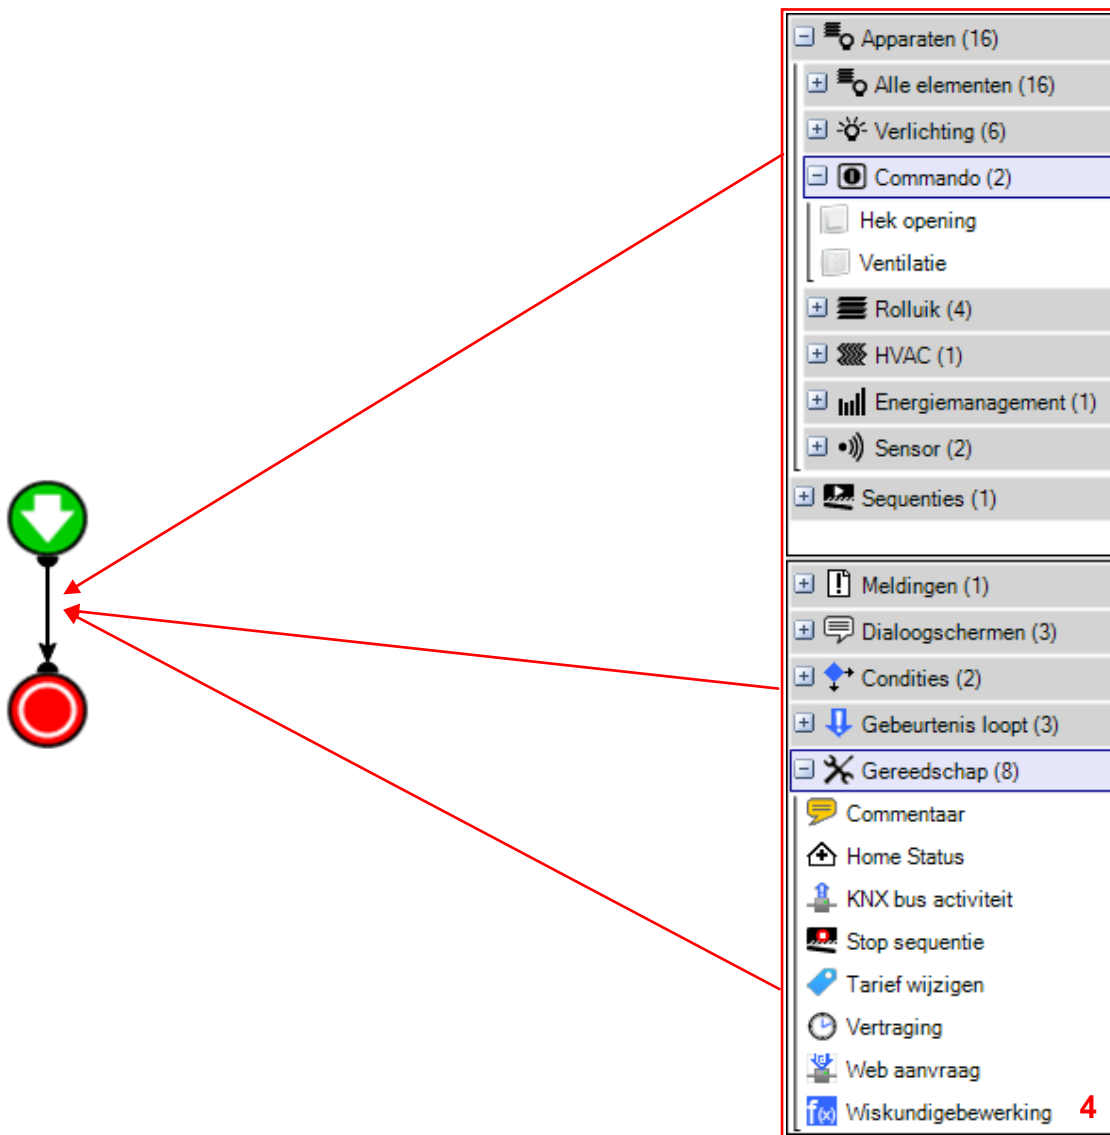 Apparaten (16)
Alle elementen (16)
Verlichting (6)
Commando (2)
Hek opening
Ventilatie
Rolluik (4)
HVAC (1)
Energiemanagement (1)
Sensor (2)
Sequenties (1)
Meldingen (1)
Dialoogschermen (3)
Condities (2)
Gebeurtenis loopt (3)
Gereedschap (8)
Commentaar
Home Status
KNX bus activiteit
Stop sequentie
Tarief wijzigen
Vertraging
Web aanvraag
f(x) Wiskundigebewerking 4